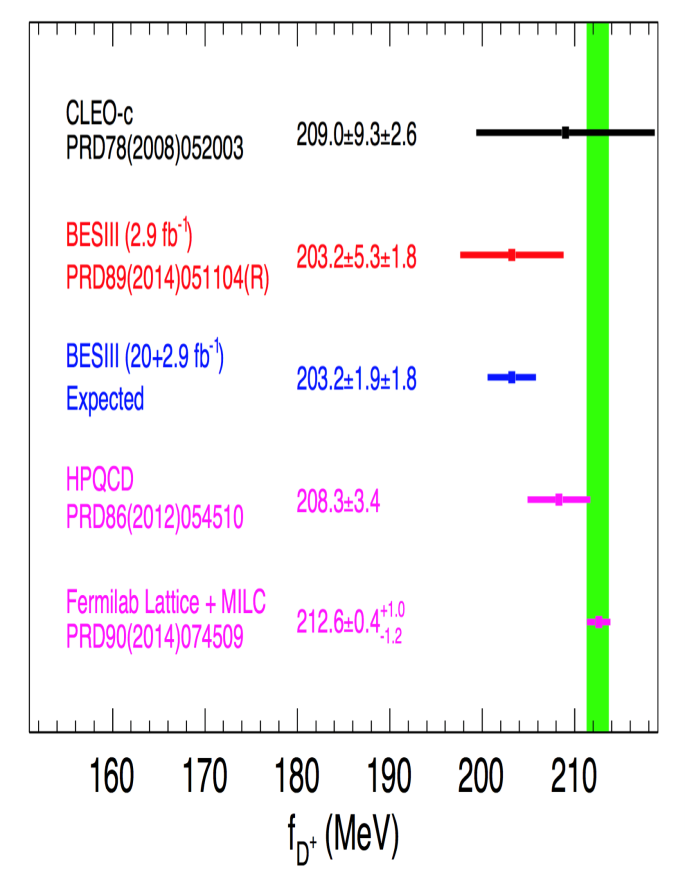 CLEO-c
PRD78(2008)052003
209.0±9.3±2.6
BESIII (2.9 fb⁻¹)
PRD89(2014)051104(R)
203.2±5.3±1.8
BESIII (20+2.9 fb⁻¹)
Expected
203.2±1.9±1.8
HPQCD
PRD86(2012)054510
208.3±3.4
Fermilab Lattice + MILC
PRD90(2014)074509
212.6±0.4+1.0-1.2
160 170 180 190 200 210
fD+ (MeV)